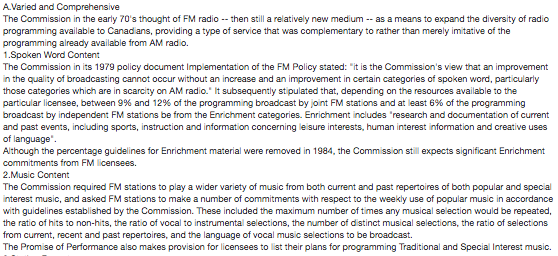 A.Varied and Comprehensive
The Commission in the early 70's thought of FM radio -- then still a relatively new medium -- as a means to expand the diversity of radio
programming available to Canadians, providing a type of service that was complementary to rather than merely imitative of the
programming already available from AM radio.
1.Spoken Word Content
The Commission in its 1979 policy document Implementation of the FM Policy stated: "it is the Commission's view that an improvement
in the quality of broadcasting cannot occur without an increase and an improvement in certain categories of spoken word, particularly
those categories which are in scarcity on AM radio." It subsequently stipulated that, depending on the resources available to the
particular licensee, between 9% and 12% of the programming broadcast by joint FM stations and at least 6% of the programming
broadcast by independent FM stations be from the Enrichment categories. Enrichment includes "research and documentation of current
and past events, including sports, instruction and information concerning leisure interests, human interest information and creative uses
of language".
Although the percentage guidelines for Enrichment material were removed in 1984, the Commission still expects significant Enrichment
commitments from FM licensees.
2.Music Content
The Commission required FM stations to play a wider variety of music from both current and past repertoires of both popular and special
interest music, and asked FM stations to make a number of commitments with respect to the weekly use of popular music in accordance
with guidelines established by the Commission. These included the maximum number of times any musical selection would be repeated,
the ratio of hits to non-hits, the ratio of vocal to instrumental selections, the number of distinct musical selections, the ratio of selections
from current, recent and past repertoires, and the language of vocal music selections to be broadcast.
The Promise of Performance also makes provision for licensees to list their plans for programming Traditional and Special Interest music.